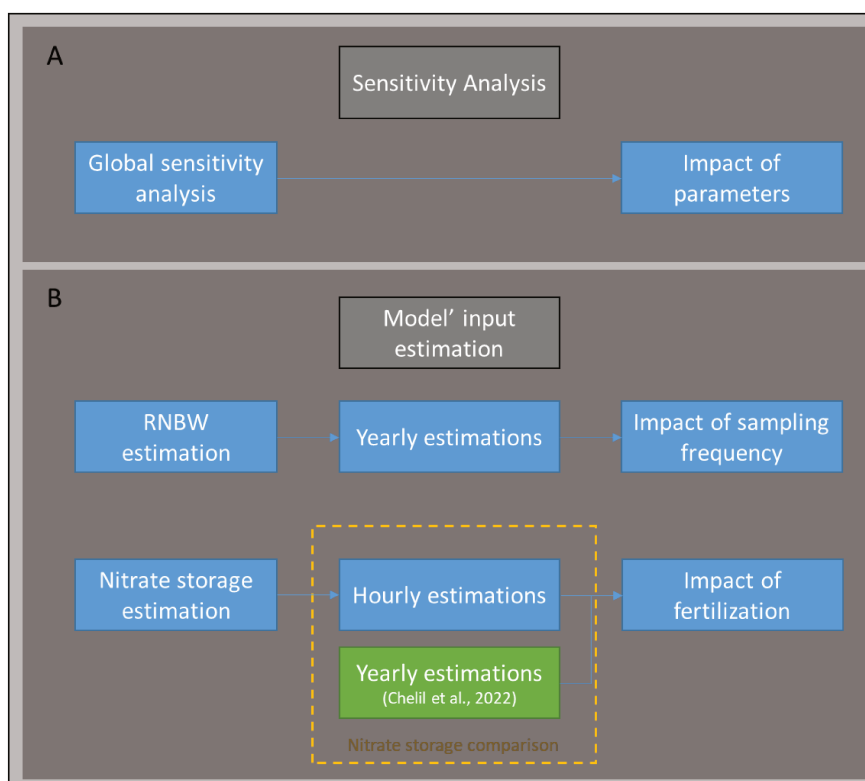 A
Sensitivity Analysis
Global sensitivity
analysis
Impact of
parameters
B
Model' input
estimation
RNBW
estimation
Yearly estimations
Impact of sampling
frequency
Nitrate storage
estimation
Hourly estimations
Impact of
fertilization
Yearly estimations
(Chelil et al., 2022)
Nitrate storage comparison